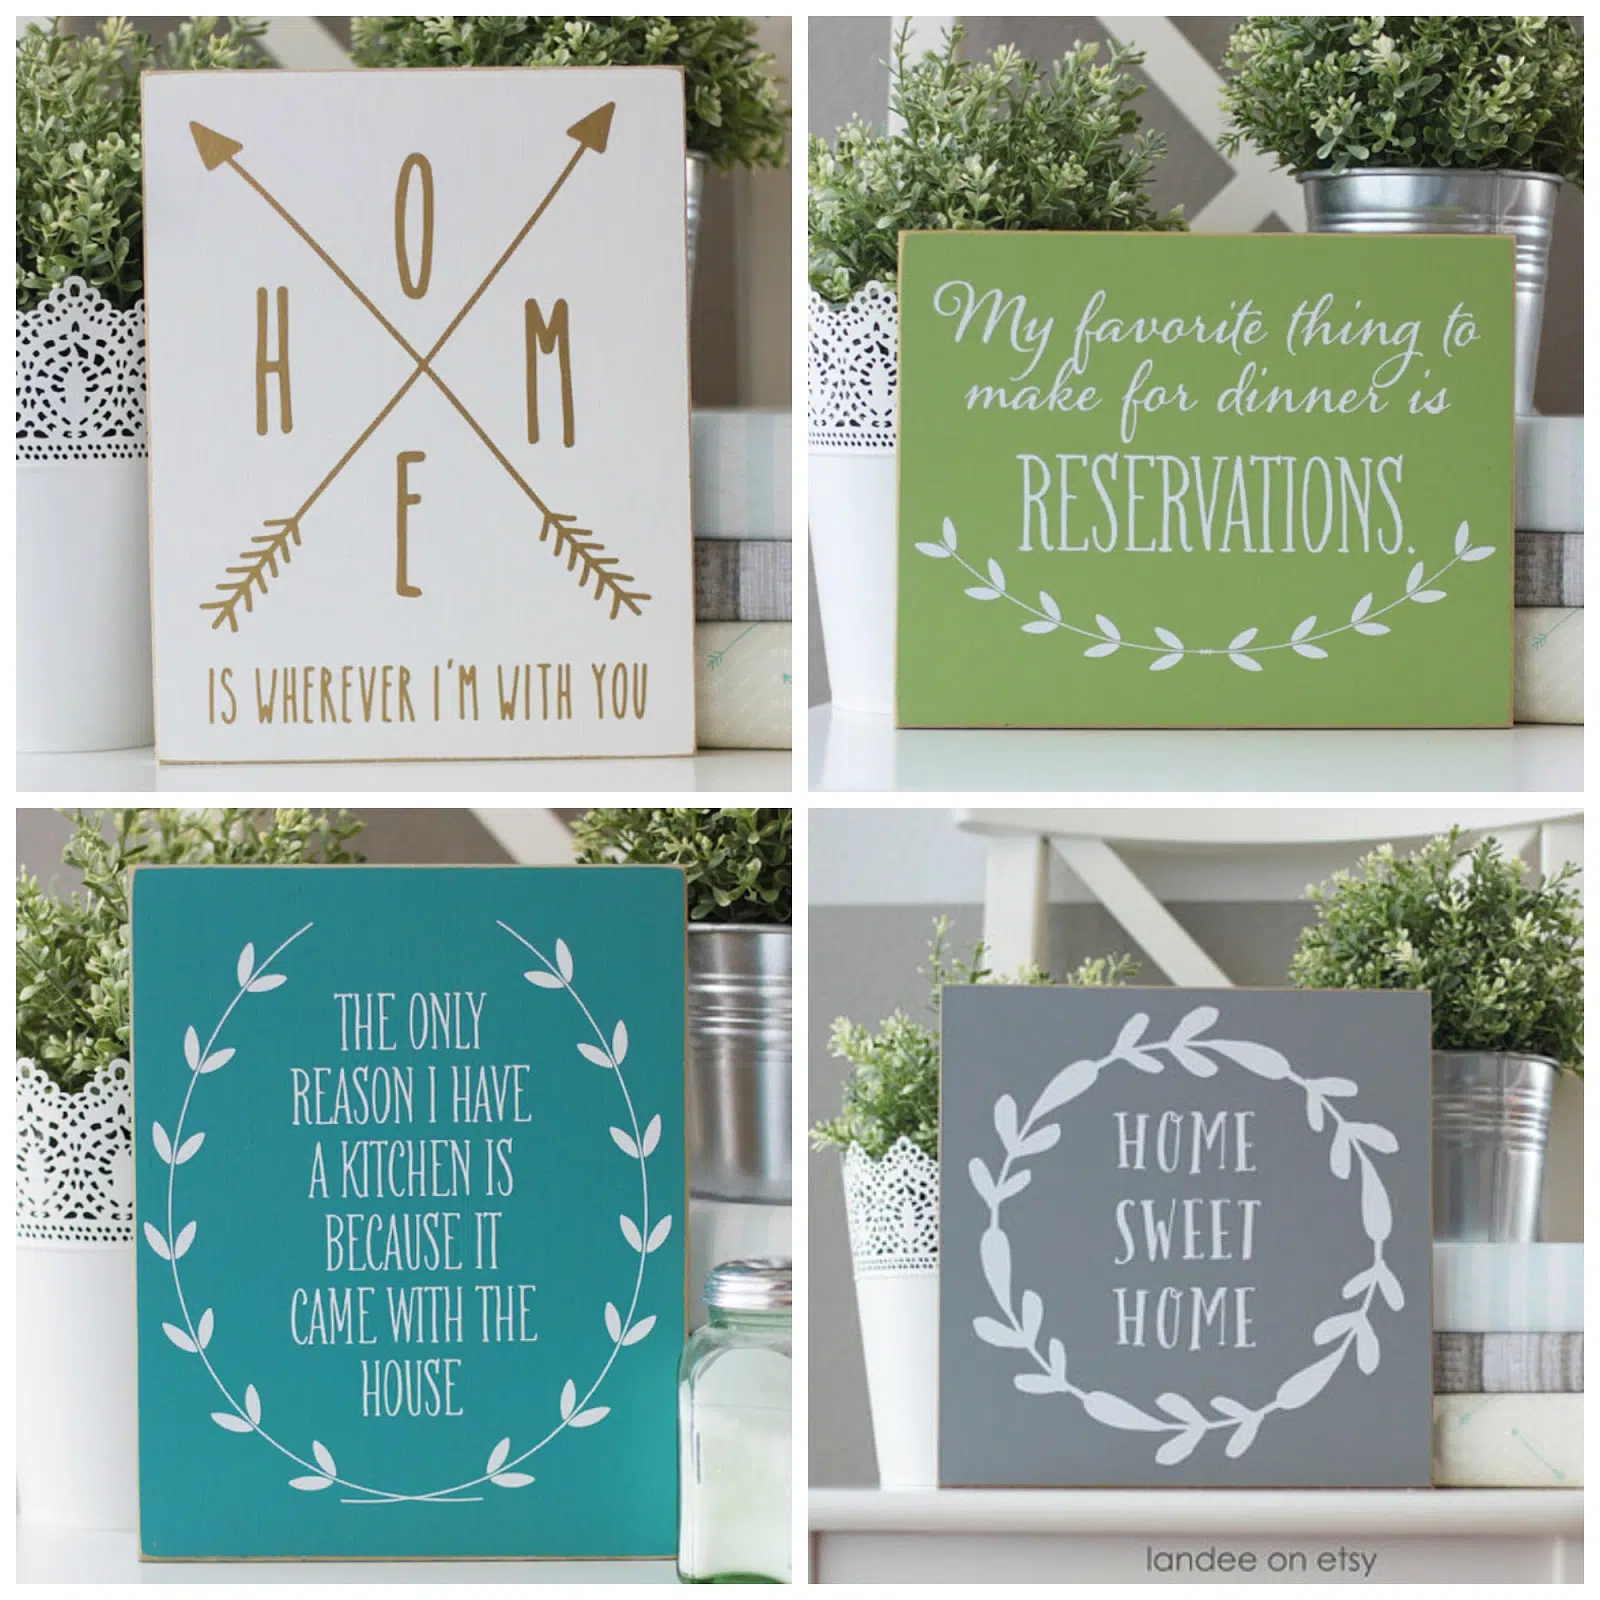 O
H M
E
IS WHEREVER I'M WITH YOU
My favorite thing to
make for dinner is
RESERVATIONS.
THE ONLY
REASON I HAVE
A KITCHEN IS
BECAUSE IT
CAME WITH THE
HOUSE
HOME
SWEET
HOME
landee on etsy